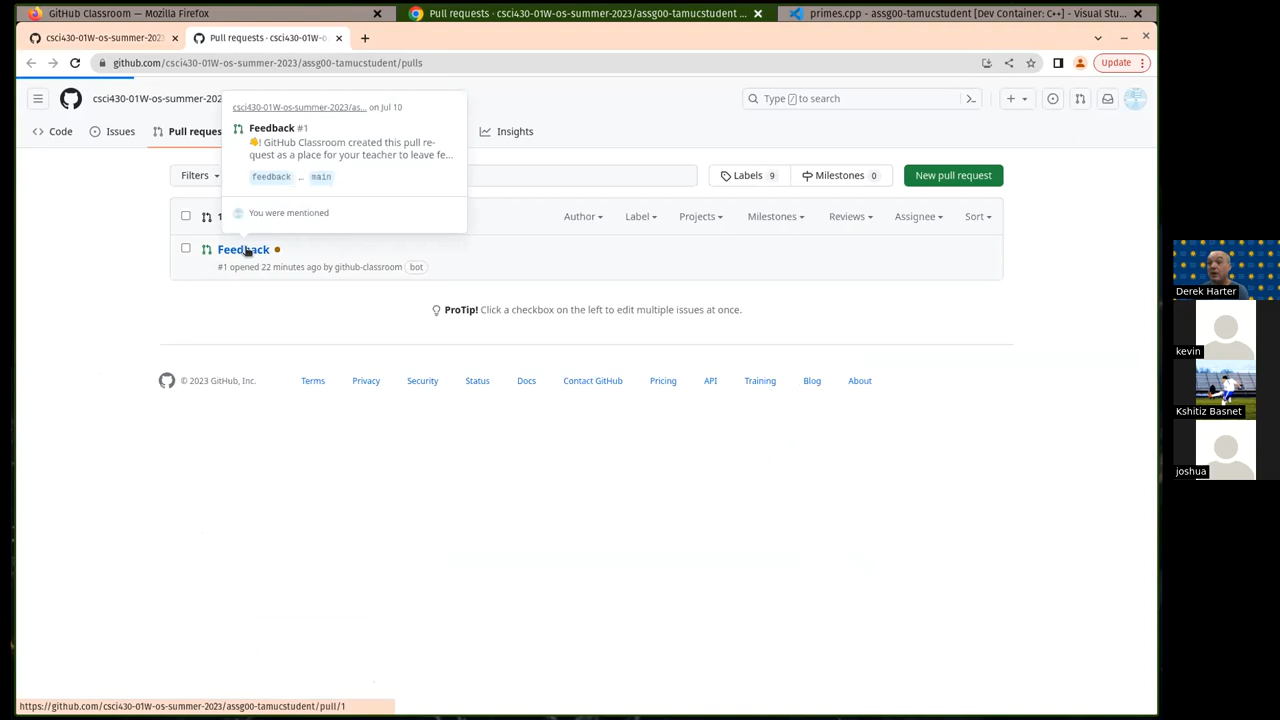 GitHub Classroom — Mozilla Firefox
Pull requests · csci430-01W-os-summer-2023/assg00-tamucstudent ...
primes.cpp - assg00-tamucstudent [Dev Container: C++] - Visual Stu...
csci430-01W-os-summer-2023
Pull requests · csci430-01W-o
github.com/csci430-01W-os-summer-2023/assg00-tamucstudent/pulls
Update
csci430-01W-os-summer-202
Type / to search
Code
Issues
Pull reques
Insights
csci430-01W-os-summer-2023/as... on Jul 10
Feedback #1
! GitHub Classroom created this pull re-
quest as a place for your teacher to leave fe...
feedback ... main
You were mentioned
Filters
Labels 9
Milestones 0
New pull request
1
Author
Label
Projects
Milestones
Reviews
Assignee
Sort
Feedback
#1 opened 22 minutes ago by github-classroom bot
ProTip! Click a checkbox on the left to edit multiple issues at once.
© 2023 GitHub, Inc.
Terms
Privacy
Security
Status
Docs
Contact GitHub
Pricing
API
Training
Blog
About
https://github.com/csci430-01W-os-summer-2023/assg00-tamucstudent/pull/1
Derek Harter
kevin
Kshitiz Basnet
joshua